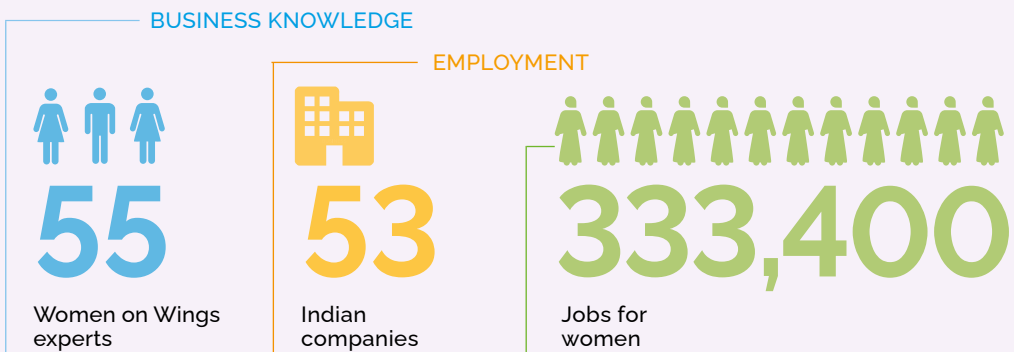 BUSINESS KNOWLEDGE
EMPLOYMENT
55
Women on Wings
experts
53
Indian
companies
333,400
Jobs for
women